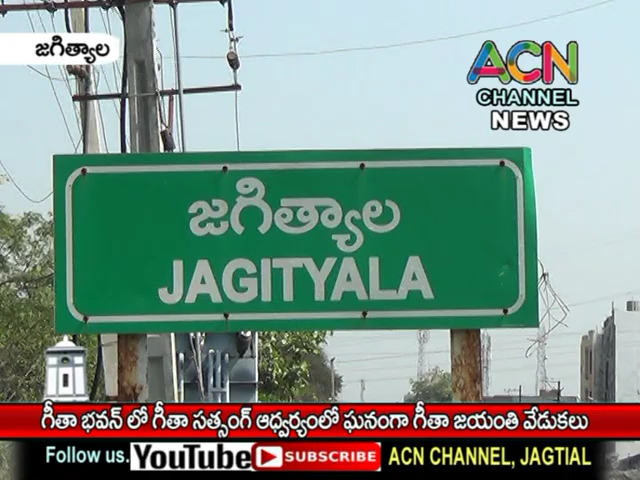 జగిత్యాల
ACN
CHANNEL
NEWS
జగిత్యాల
JAGITYALA
గీతా భవన్ లో గీతా సత్సంగ్ ఆధ్వర్యంలో ఘనంగా గీతా జయంతి వేడుకలు
Follow us. YouTube SUBSCRIBE ACN CHANNEL, JAGTIAL